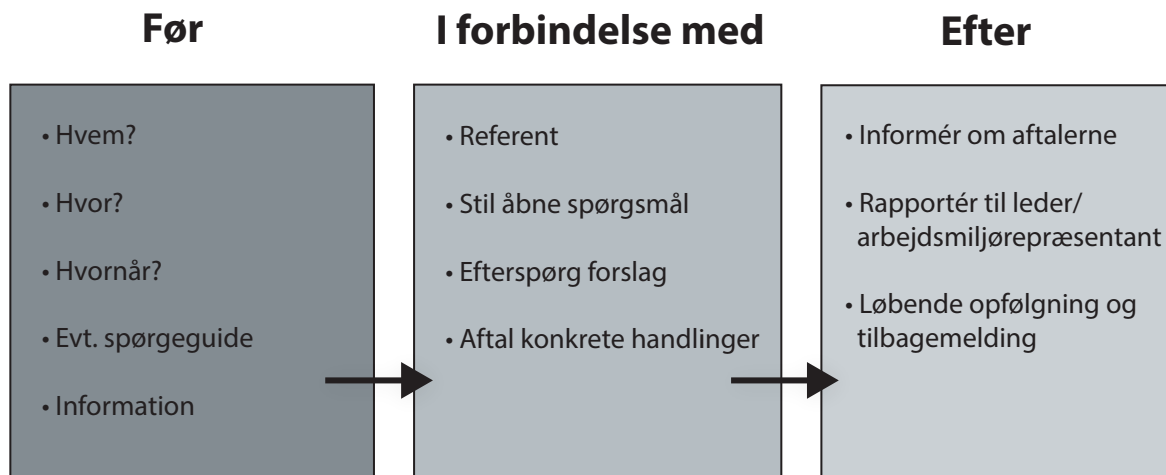 Før
• Hvem?
• Hvor?
• Hvornår?
• Evt. spørgeguide
• Information
I forbindelse med
• Referent
• Stil åbne spørgsmål
• Efterspørg forslag
• Aftal konkrete handlinger
Efter
• Informér om aftalerne
• Rapportér til leder/
arbejdsmiljørepræsentant
• Løbende opfølgning og
tilbagemelding